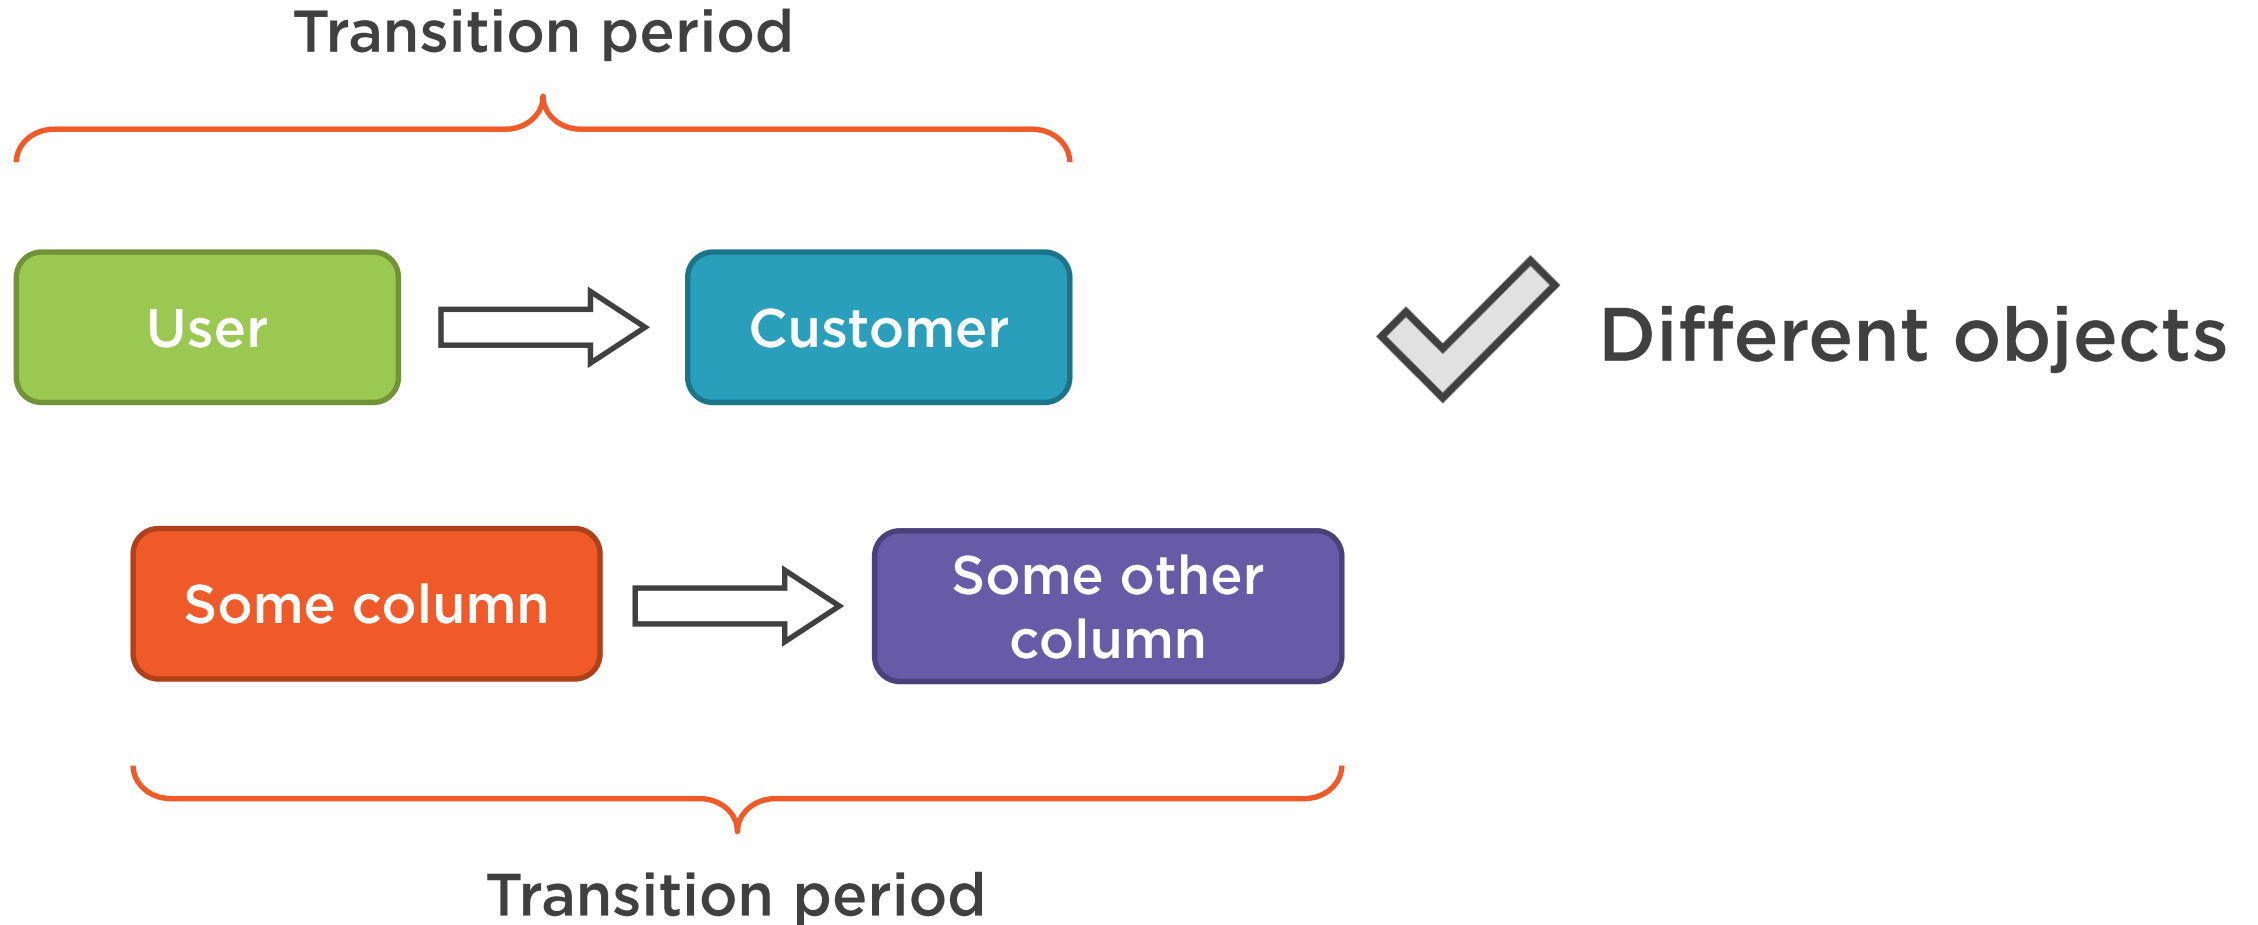 Transition period
User
Customer
Different objects
Some column
Some other
column
Transition period